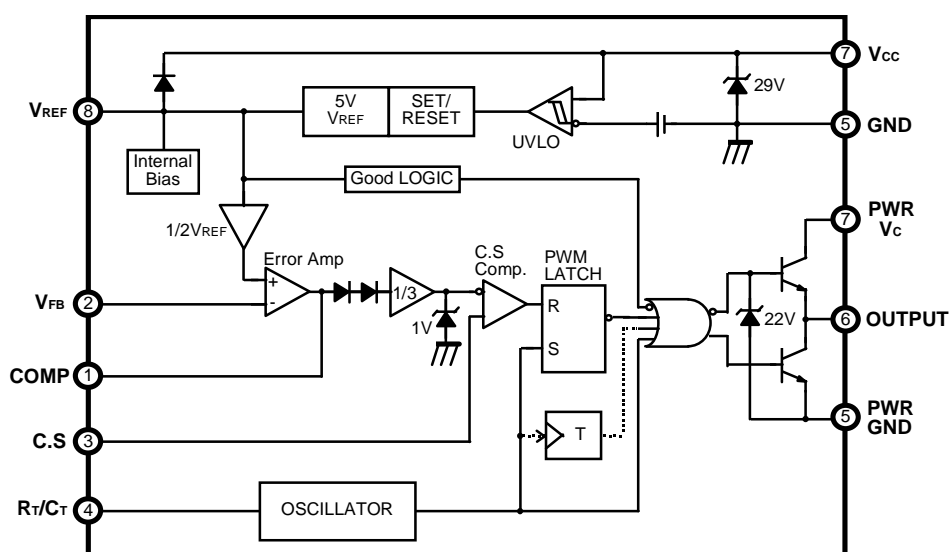 7 VCC
VREF 8
5V
VREF
SET/
RESET
UVLO
29V
5 GND
Internal
Bias
Good LOGIC
1/2VREF
7 PWR
VC
Error Amp
C.S
Comp.
PWM
LATCH
+
-
1/3
1V
R
S
VFB 2
22V
6 OUTPUT
COMP 1
C.S 3
T
5 PWR
GND
RT/CT 4
OSCILLATOR